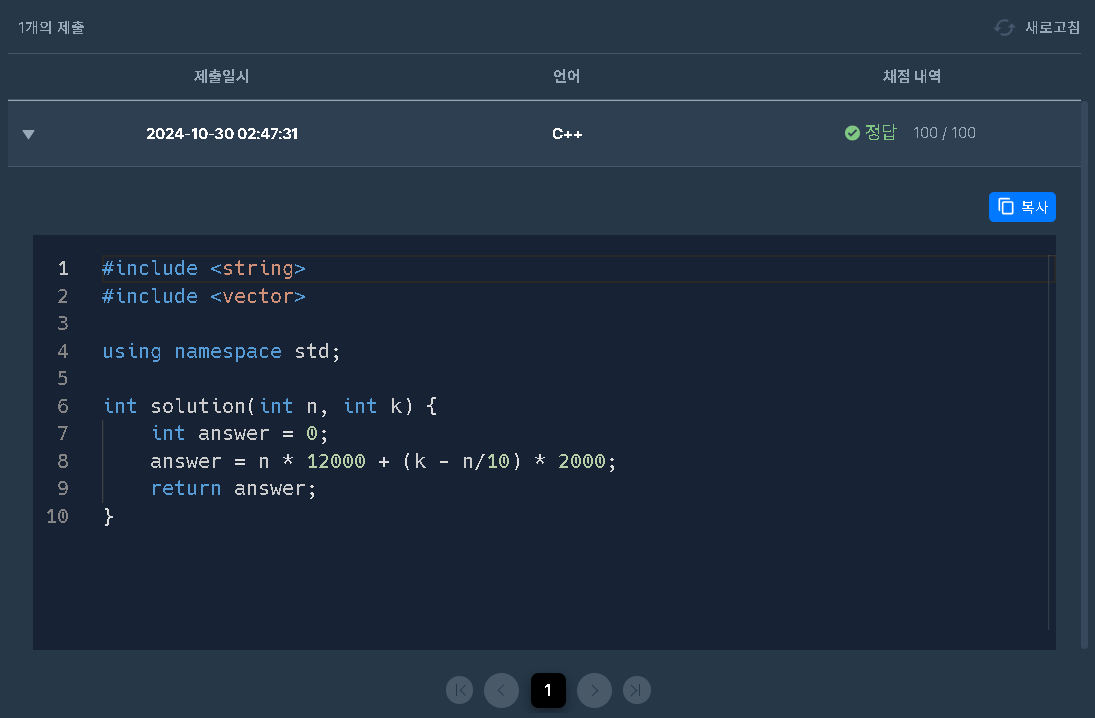 1개의 제출 새로고침
제출일시 언어 채점 내역
2024-10-30 02:47:31 C++ 정답 100 / 100
복사
1 #include <string>
2 #include <vector>
3
4 using namespace std;
5
6 int solution(int n, int k) {
7     int answer = 0;
8     answer = n * 12000 + (k - n/10) * 2000;
9     return answer;
10 }
1